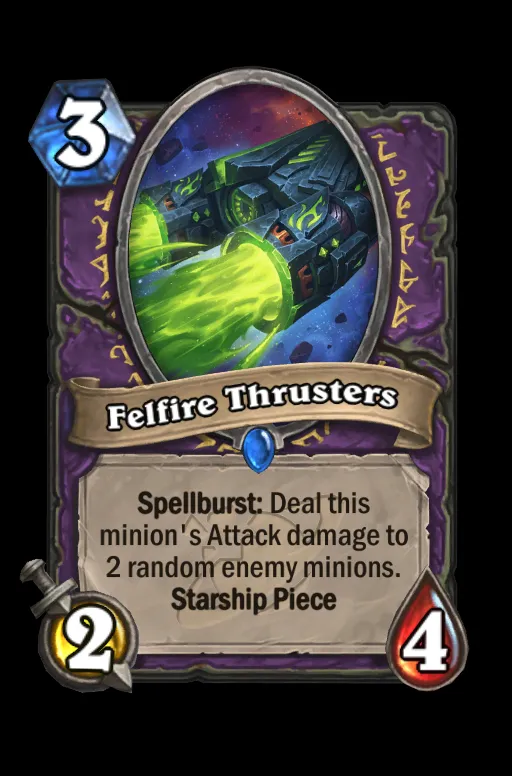 3
Felfire Thrusters
Spellburst: Deal this
minion's Attack damage to
2 random enemy minions.
Starship Piece
2
4